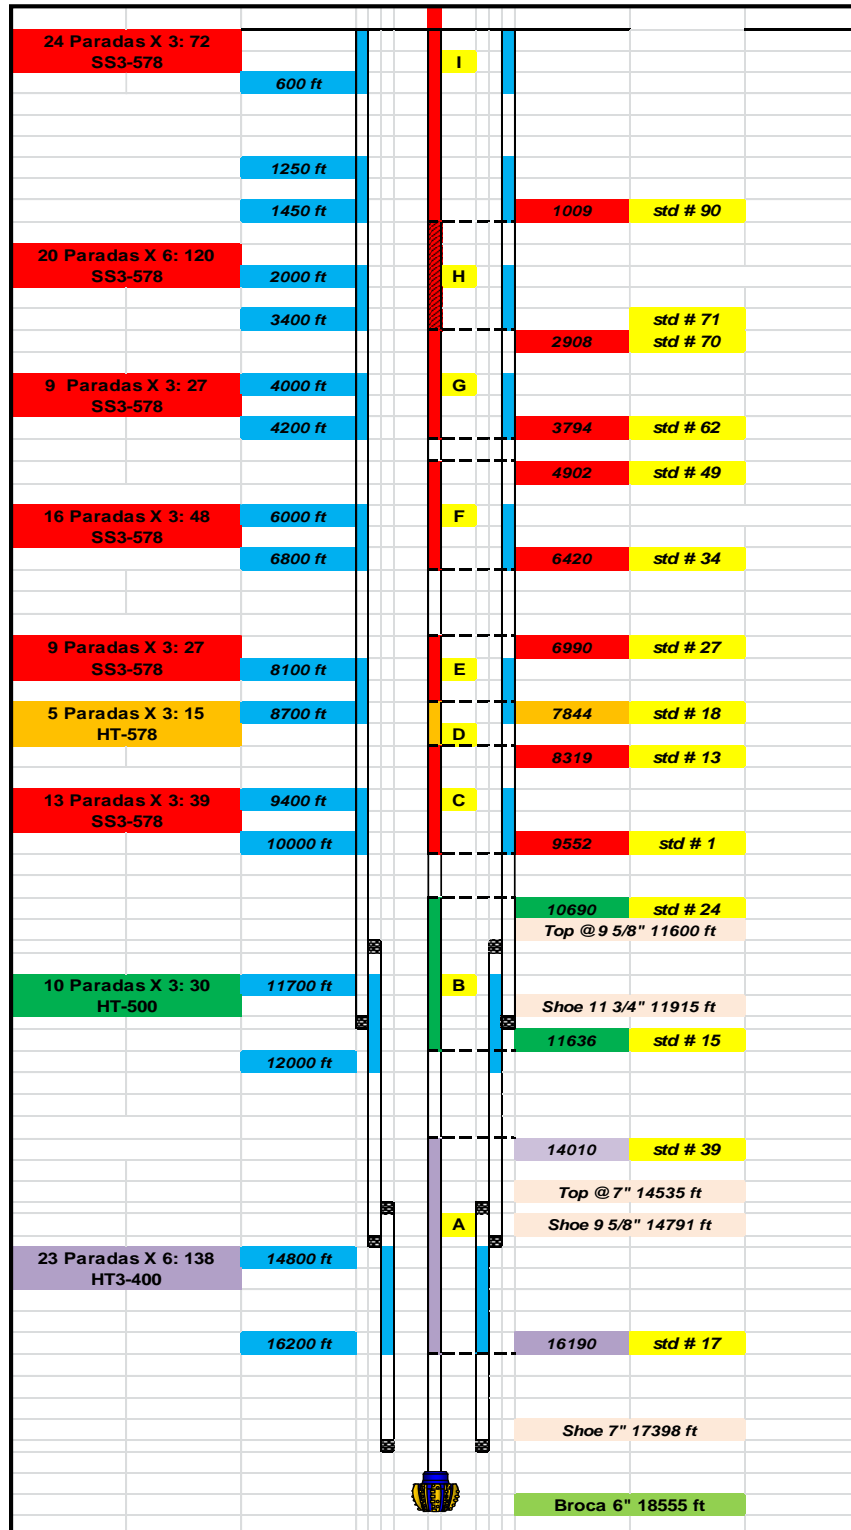 24 Paradas X 3: 72
SS3-578
I
600 ft
1250 ft
1450 ft
1009
std # 90
20 Paradas X 6: 120
SS3-578
2000 ft
H
3400 ft
std # 71
2908
std # 70
9 Paradas X 3: 27
SS3-578
4000 ft
G
4200 ft
3794
std # 62
4902
std # 49
16 Paradas X 3: 48
SS3-578
6000 ft
F
6800 ft
6420
std # 34
9 Paradas X 3: 27
SS3-578
6990
std # 27
8100 ft
E
5 Paradas X 3: 15
HT-578
8700 ft
7844
std # 18
D
8319
std # 13
13 Paradas X 3: 39
SS3-578
9400 ft
C
10000 ft
9552
std # 1
10690
std # 24
Top @ 9 5/8" 11600 ft
10 Paradas X 3: 30
HT-500
11700 ft
B
Shoe 11 3/4" 11915 ft
11636
std # 15
12000 ft
14010
std # 39
Top @ 7" 14535 ft
A
Shoe 9 5/8" 14791 ft
23 Paradas X 6: 138
HT3-400
14800 ft
16200 ft
16190
std # 17
Shoe 7" 17398 ft
Broca 6" 18555 ft